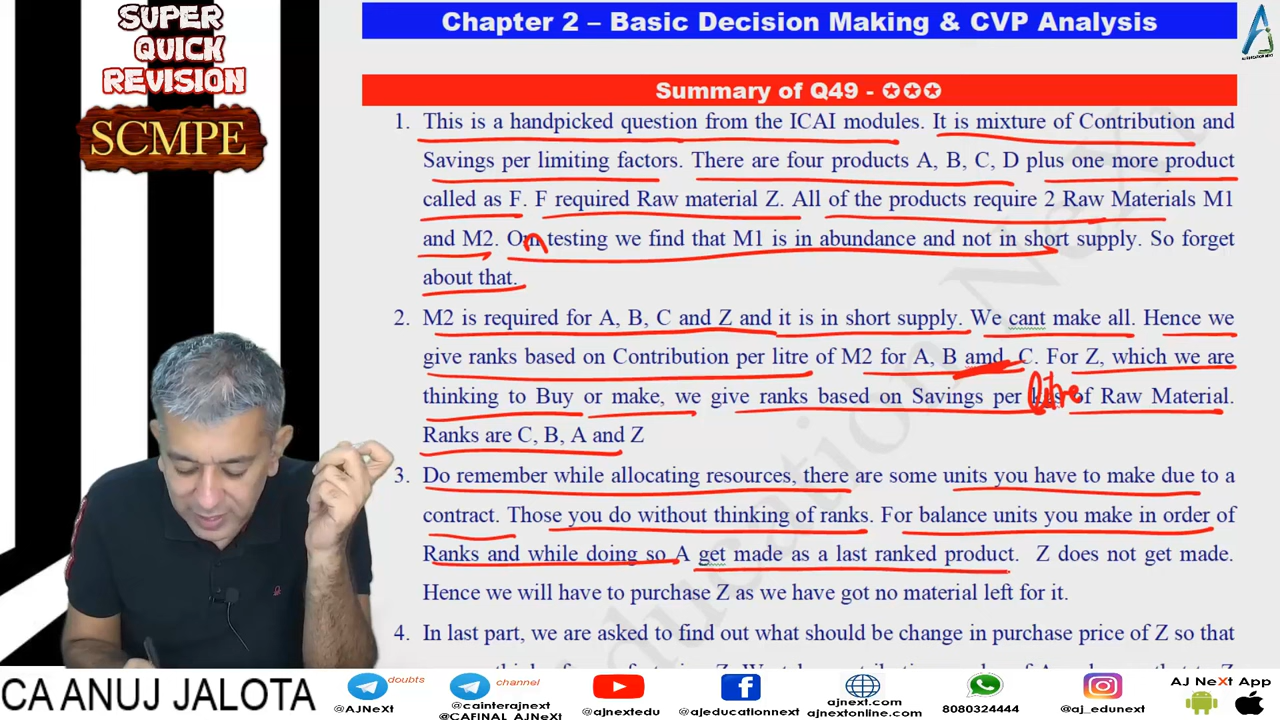 SUPER
QUICK
REVISION
SCMPE
Chapter 2 – Basic Decision Making & CVP Analysis
Summary of Q49 - ✪✪✪
1. This is a handpicked question from the ICAI modules. It is mixture of Contribution and
Savings per limiting factors. There are four products A, B, C, D plus one more product
called as F. F required Raw material Z. All of the products require 2 Raw Materials M1
and M2. Om n testing we find that M1 is in abundance and not in short supply. So forget
about that.
2. M2 is required for A, B, C and Z and it is in short supply. We cant make all. Hence we
give ranks based on Contribution per litre of M2 for A, B amd C. For Z, which we are
thinking to Buy or make, we give ranks based on Savings per litre of Raw Material.
Ranks are C, B, A and Z
3. Do remember while allocating resources, there are some units you have to make due to a
contract. Those you do without thinking of ranks. For balance units you make in order of
Ranks and while doing so A get made as a last ranked product. Z does not get made.
Hence we will have to purchase Z as we have got no material left for it.
4. In last part, we are asked to find out what should be change in purchase price of Z so that
Education Next
CA ANUJ JALOTA
doubts
@AJNeXt
channel
@cainterajnext
@CAFINAL_AJNeXt
@ajnextedu
@ajeducationnext
ajnext.com
ajnextonline.com
8080324444
@aj_edunext
AJ NeXt App